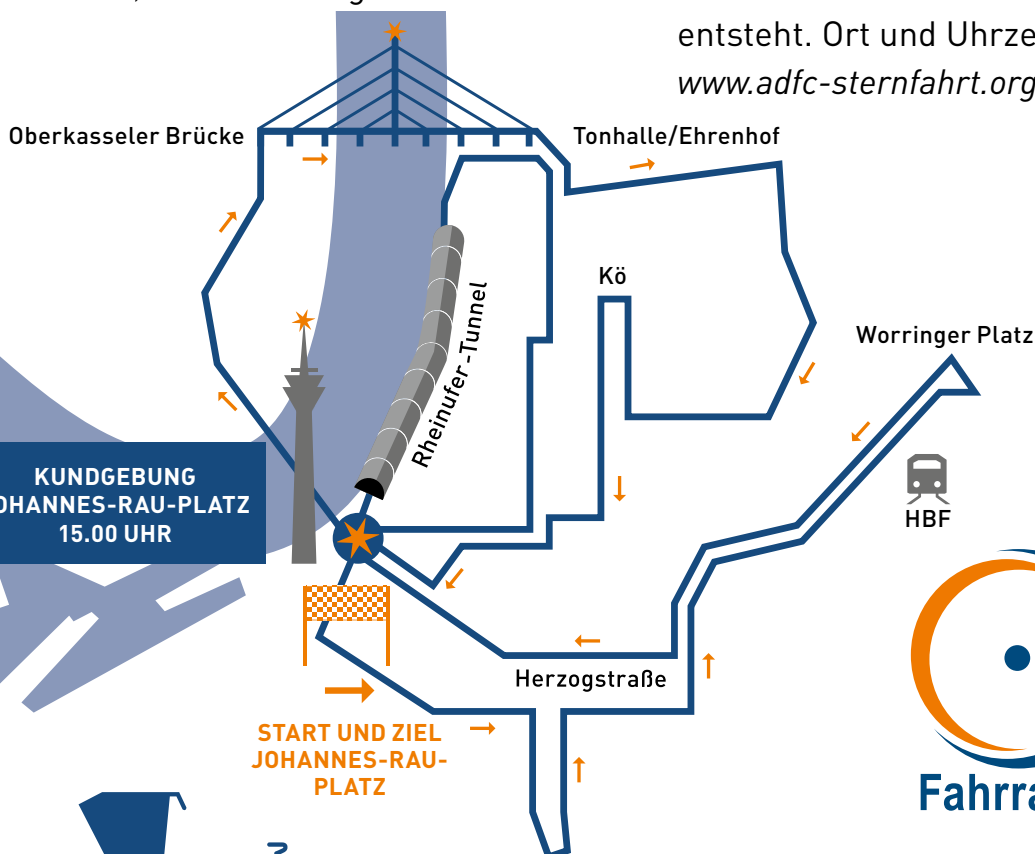 entsteht. Ort und Uhrze
www.adfc-sternfahrt.org
Oberkasseler Brücke
Tonhalle/Ehrenhof
Kö
Rheinufer-Tunnel
Worringer Platz
KUNDGEBUNG
OHANNES-RAU-PLATZ
15.00 UHR
HBF
Herzogstraße
START UND ZIEL
JOHANNES-RAU-
PLATZ
Fahrra